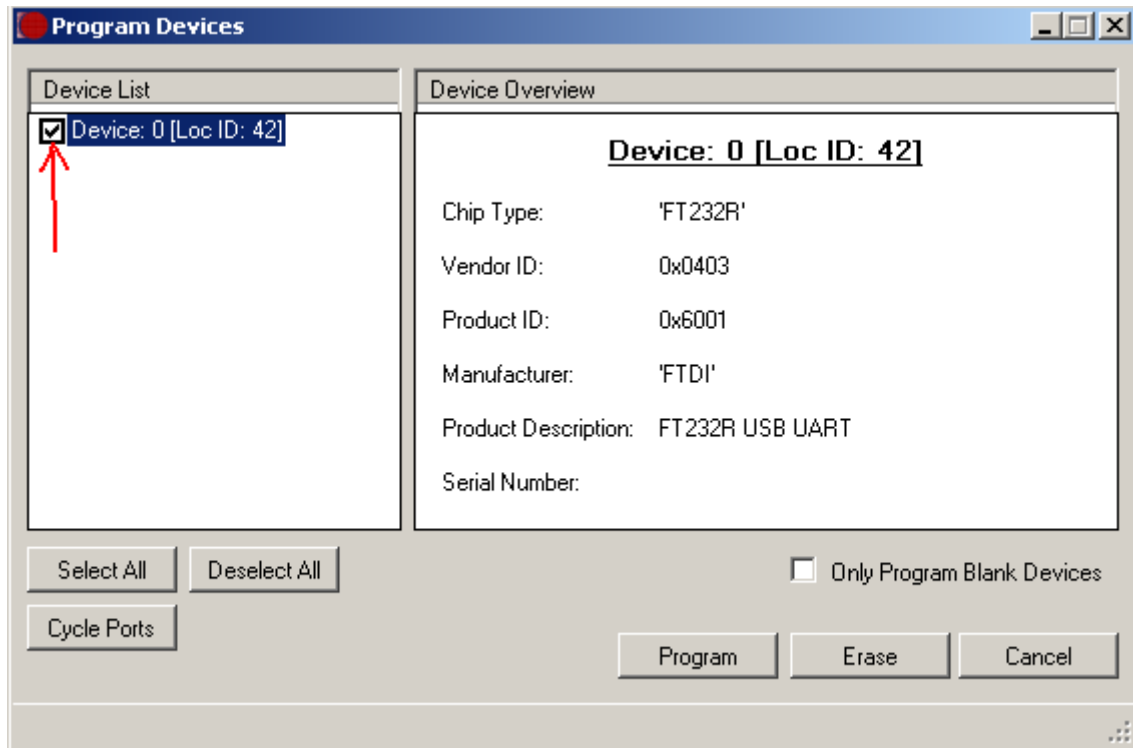 Program Devices
Device List
Device: 0 [Loc ID: 42]
Device Overview
Device: 0 [Loc ID: 42]
Chip Type: 'FT232R'
Vendor ID: 0x0403
Product ID: 0x6001
Manufacturer: 'FTDI'
Product Description: FT232R USB UART
Serial Number:
Select All Deselect All
Only Program Blank Devices
Cycle Ports
Program Erase Cancel